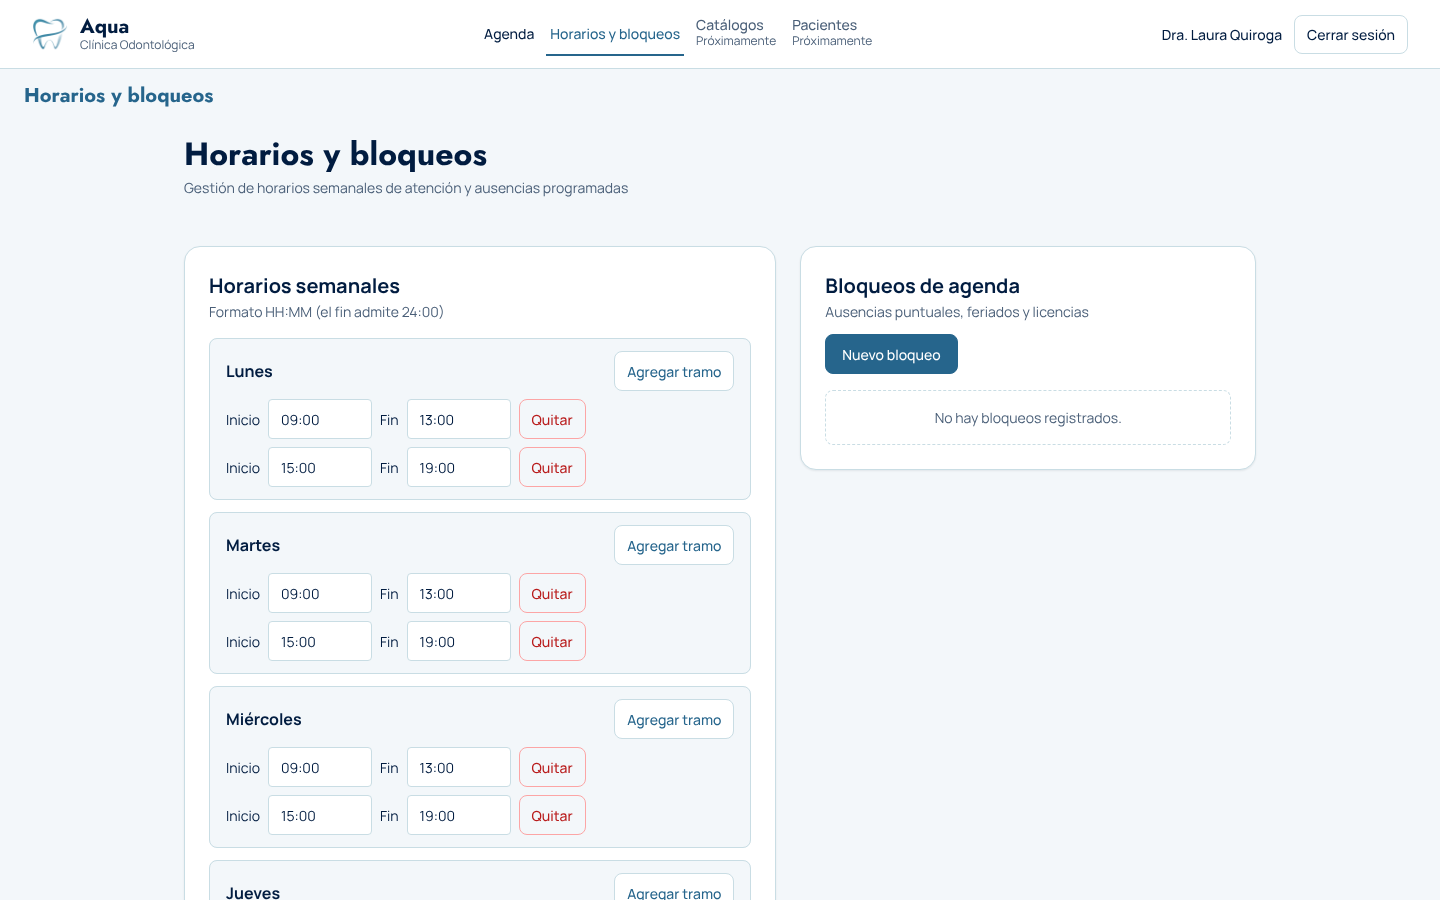 Aqua
Clínica Odontológica
Agenda
Horarios y bloqueos
Catálogos
Próximamente
Pacientes
Próximamente
Dra. Laura Quiroga
Cerrar sesión
Horarios y bloqueos
Horarios y bloqueos
Gestión de horarios semanales de atención y ausencias programadas
Horarios semanales
Formato HH:MM (el fin admite 24:00)
Lunes
Agregar tramo
Inicio 09:00 Fin 13:00 Quitar
Inicio 15:00 Fin 19:00 Quitar
Martes
Agregar tramo
Inicio 09:00 Fin 13:00 Quitar
Inicio 15:00 Fin 19:00 Quitar
Miércoles
Agregar tramo
Inicio 09:00 Fin 13:00 Quitar
Inicio 15:00 Fin 19:00 Quitar
Jueves
Agregar tramo
Bloqueos de agenda
Ausencias puntuales, feriados y licencias
Nuevo bloqueo
No hay bloqueos registrados.